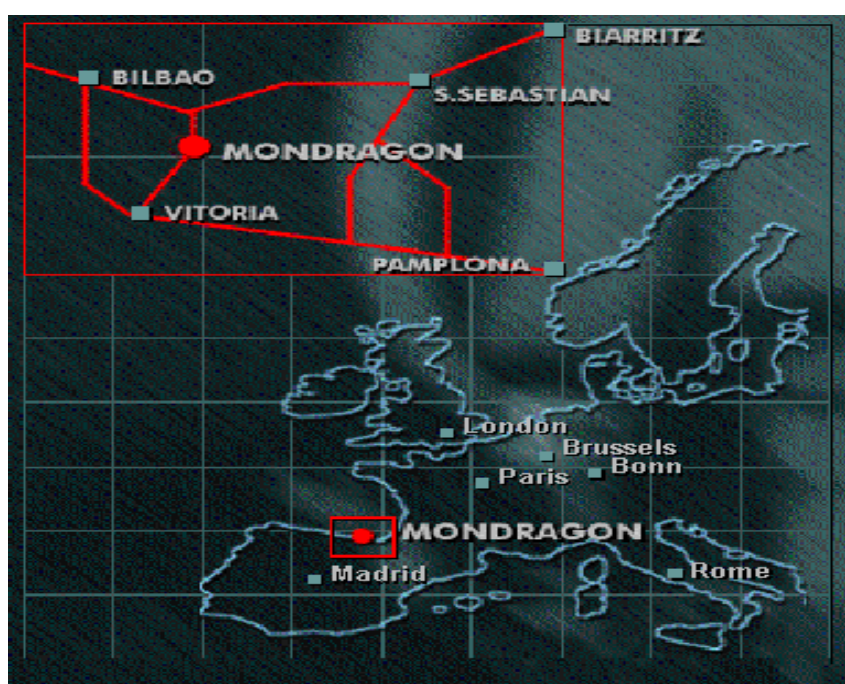 BIARRITZ
BILBAO
S.SEBASTIAN
MONDRAGON
VITORIA
PAMPLONA
London
Brussels
Bonn
Paris
MONDRAGON
Madrid
Rome